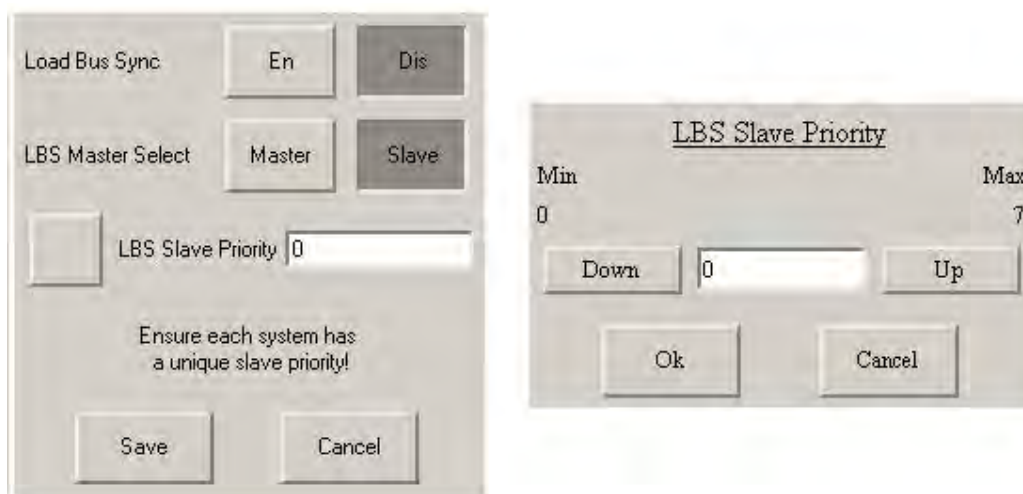 Load Bus Sync En Dis
LBS Master Select Master Slave
LBS Slave Priority 0
Ensure each system has
a unique slave priority!
Save Cancel
LBS Slave Priority
Min Max
0 7
Down 0 Up
Ok Cancel